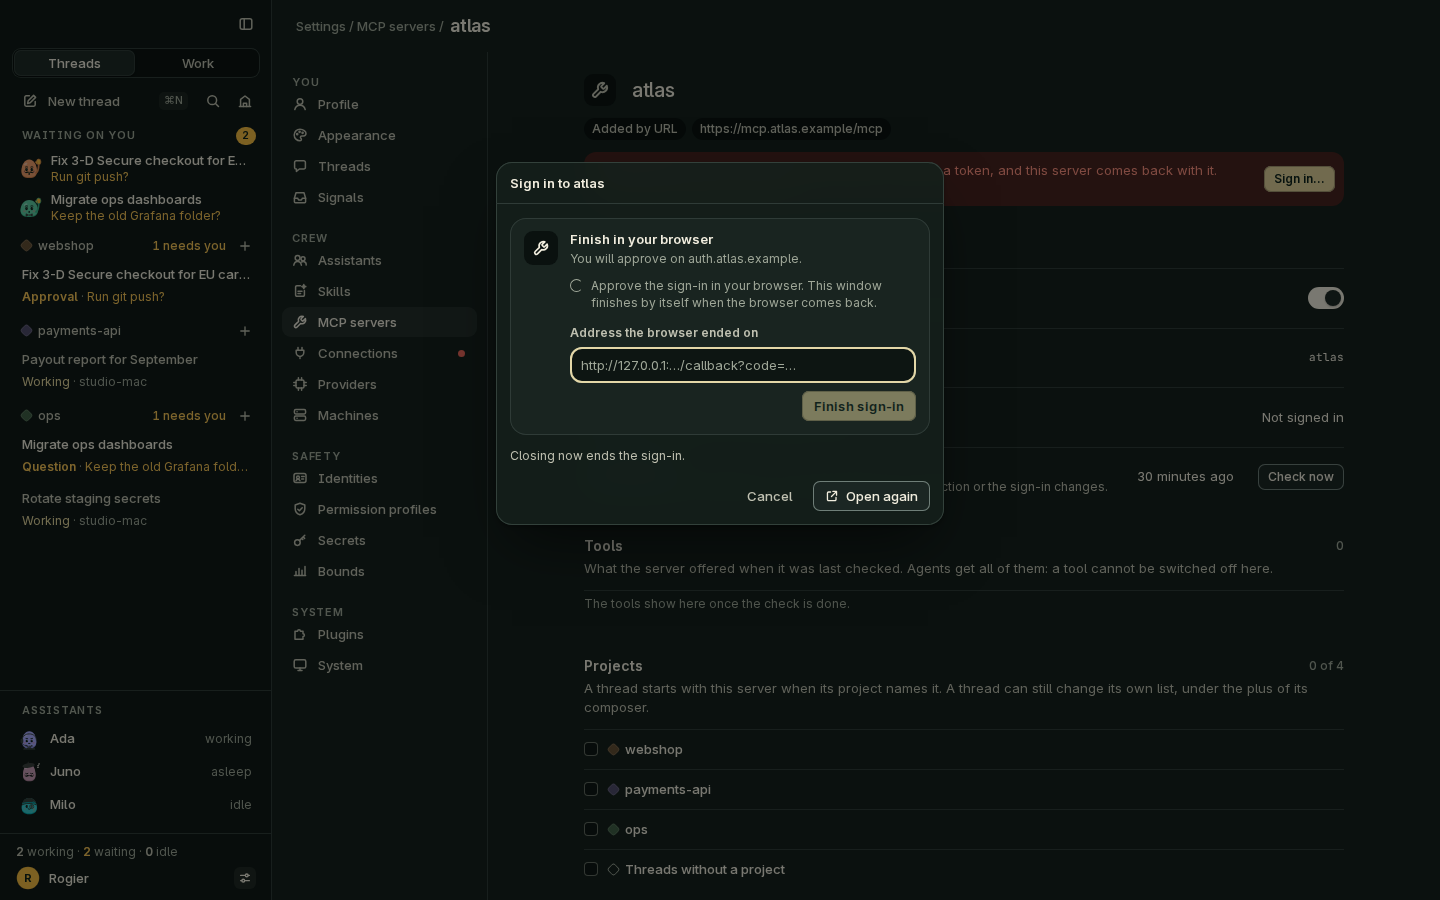 Threads
Work
New thread
⌘N
WAITING ON YOU
2
Fix 3-D Secure checkout for E…
Run git push?
Migrate ops dashboards
Keep the old Grafana folder?
webshop
1 needs you
Fix 3-D Secure checkout for EU car…
Approval · Run git push?
payments-api
Payout report for September
Working · studio-mac
ops
1 needs you
Migrate ops dashboards
Question · Keep the old Grafana fold…
Rotate staging secrets
Working · studio-mac
ASSISTANTS
Ada
working
Juno
asleep
Milo
idle
2 working · 2 waiting · 0 idle
R
Rogier
Settings / MCP servers / atlas
YOU
Profile
Appearance
Threads
Signals
CREW
Assistants
Skills
MCP servers
Connections
Providers
Machines
SAFETY
Identities
Permission profiles
Secrets
Bounds
SYSTEM
Plugins
System
atlas
Added by URL
https://mcp.atlas.example/mcp
a token, and this server comes back with it.
Sign in…
atlas
Not signed in
ction or the sign-in changes.
30 minutes ago
Check now
Sign in to atlas
Finish in your browser
You will approve on auth.atlas.example.
Approve the sign-in in your browser. This window
finishes by itself when the browser comes back.
Address the browser ended on
http://127.0.0.1:…/callback?code=…
Finish sign-in
Closing now ends the sign-in.
Cancel
Open again
Tools
0
What the server offered when it was last checked. Agents get all of them: a tool cannot be switched off here.
The tools show here once the check is done.
Projects
0 of 4
A thread starts with this server when its project names it. A thread can still change its own list, under the plus of its
composer.
webshop
payments-api
ops
Threads without a project